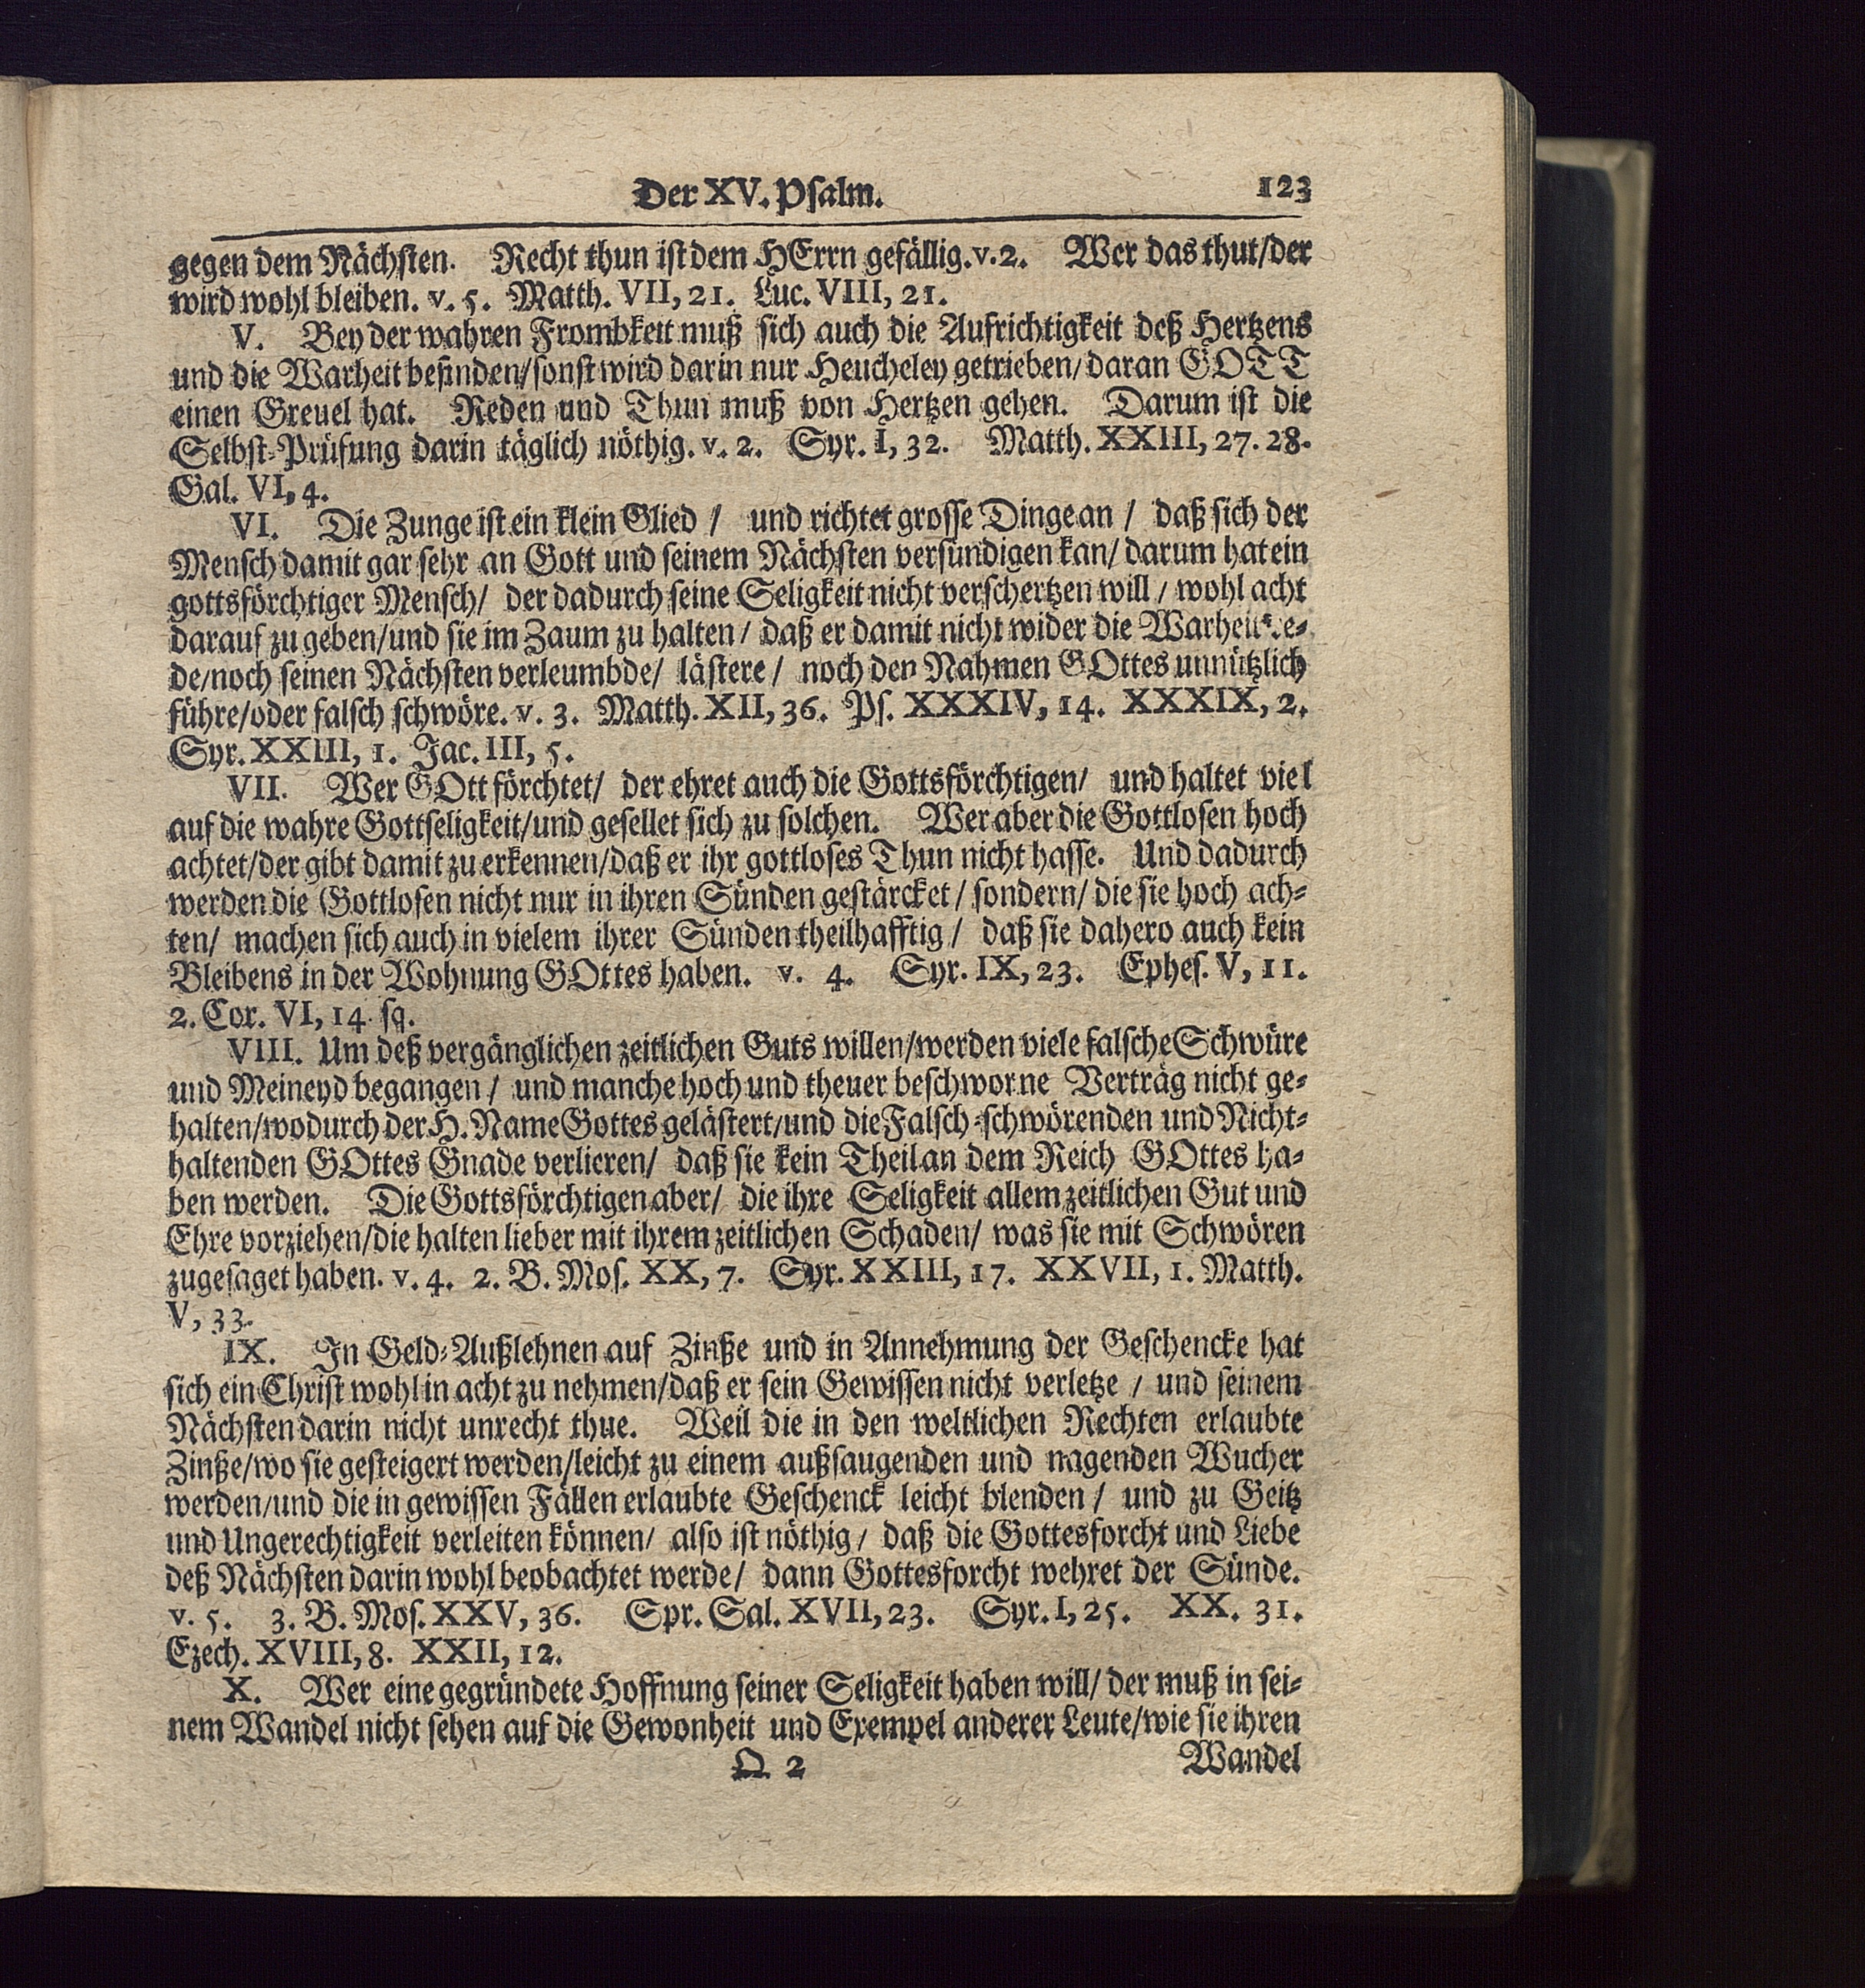 Der XV. Psalm. 123
gegen dem Nächsten. Recht thun ist dem HErrn gefällig. v. 2. Wer das thut/der
wird wohl bleiben. v. 5. Matth. VII, 21. Luc. VIII, 21.
V. Bey der wahren Frombkeit muß sich auch die Aufrichtigkeit deß Hertzens
und die Warheit befinden/sonst wird darin nur Heucheley getrieben/daran GOTT
einen Greuel hat. Reden und Thun muß von Hertzen gehen. Darum ist die
Selbst-Prüfung darin täglich nöthig. v. 2. Syr. I, 32. Matth. XXIII, 27. 28.
Gal. VI, 4.
VI. Die Zunge ist ein klein Glied / und richtet grosse Dinge an / daß sich der
Mensch damit gar sehr an Gott und seinem Nächsten versündigen kan/ darum hat ein
gottsförchtiger Mensch/ der dadurch seine Seligkeit nicht verschertzen will / wohl acht
darauf zu geben/und sie im Zaum zu halten / daß er damit nicht wider die Warheit re-
de/noch seinen Nächsten verleumbde/ lästere / noch den Nahmen GOttes unnützlich
führe/oder falsch schwöre. v. 3. Matth. XII, 36. Ps. XXXIV, 14. XXXIX, 2.
Syr. XXIII, 1. Jac. III, 5.
VII. Wer GOtt förchtet/ der ehret auch die Gottsförchtigen/ und haltet viel
auf die wahre Gottseligkeit/und gesellet sich zu solchen. Wer aber die Gottlosen hoch
achtet/der gibt damit zu erkennen/daß er ihr gottloses Thun nicht hasse. Und dadurch
werden die Gottlosen nicht nur in ihren Sünden gestärcket / sondern/ die sie hoch ach-
ten/ machen sich auch in vielem ihrer Sünden theilhafftig / daß sie dahero auch kein
Bleibens in der Wohnung GOttes haben. v. 4. Syr. IX, 23. Ephes. V, 11.
2. Cor. VI, 14. sq.
VIII. Um deß vergänglichen zeitlichen Guts willen/werden viele falsche Schwüre
und Meineyd begangen / und manche hoch und theuer beschworne Verträg nicht ge-
halten/wodurch der H. Name Gottes gelästert/und die Falsch-schwörenden und Nicht-
haltenden GOttes Gnade verlieren/ daß sie kein Theil an dem Reich GOttes ha-
ben werden. Die Gottsförchtigen aber/ die ihre Seligkeit allem zeitlichen Gut und
Ehre vorziehen/die halten lieber mit ihrem zeitlichen Schaden/ was sie mit Schwören
zugesaget haben. v. 4. 2. B. Mos. XX, 7. Syr. XXIII, 17. XXVII, 1. Matth.
V, 33.
IX. In Geld-Außlehnen auf Zinße und in Annehmung der Geschencke hat
sich ein Christ wohl in acht zu nehmen/daß er sein Gewissen nicht verletze / und seinem
Nächsten darin nicht unrecht thue. Weil die in den weltlichen Rechten erlaubte
Zinße/wo sie gesteigert werden/leicht zu einem außsaugenden und nagenden Wucher
werden/und die in gewissen Fällen erlaubte Geschenck leicht blenden / und zu Geitz
und Ungerechtigkeit verleiten können/ also ist nöthig / daß die Gottesforcht und Liebe
deß Nächsten darin wohl beobachtet werde/ dann Gottesforcht wehret der Sünde.
v. 5. 3. B. Mos. XXV, 36. Spr. Sal. XVII, 23. Syr. I, 25. XX. 31.
Ezech. XVIII, 8. XXII, 12.
X. Wer eine gegründete Hoffnung seiner Seligkeit haben will/ der muß in sei-
nem Wandel nicht sehen auf die Gewonheit und Exempel anderer Leute/wie sie ihren
Q 2 Wandel